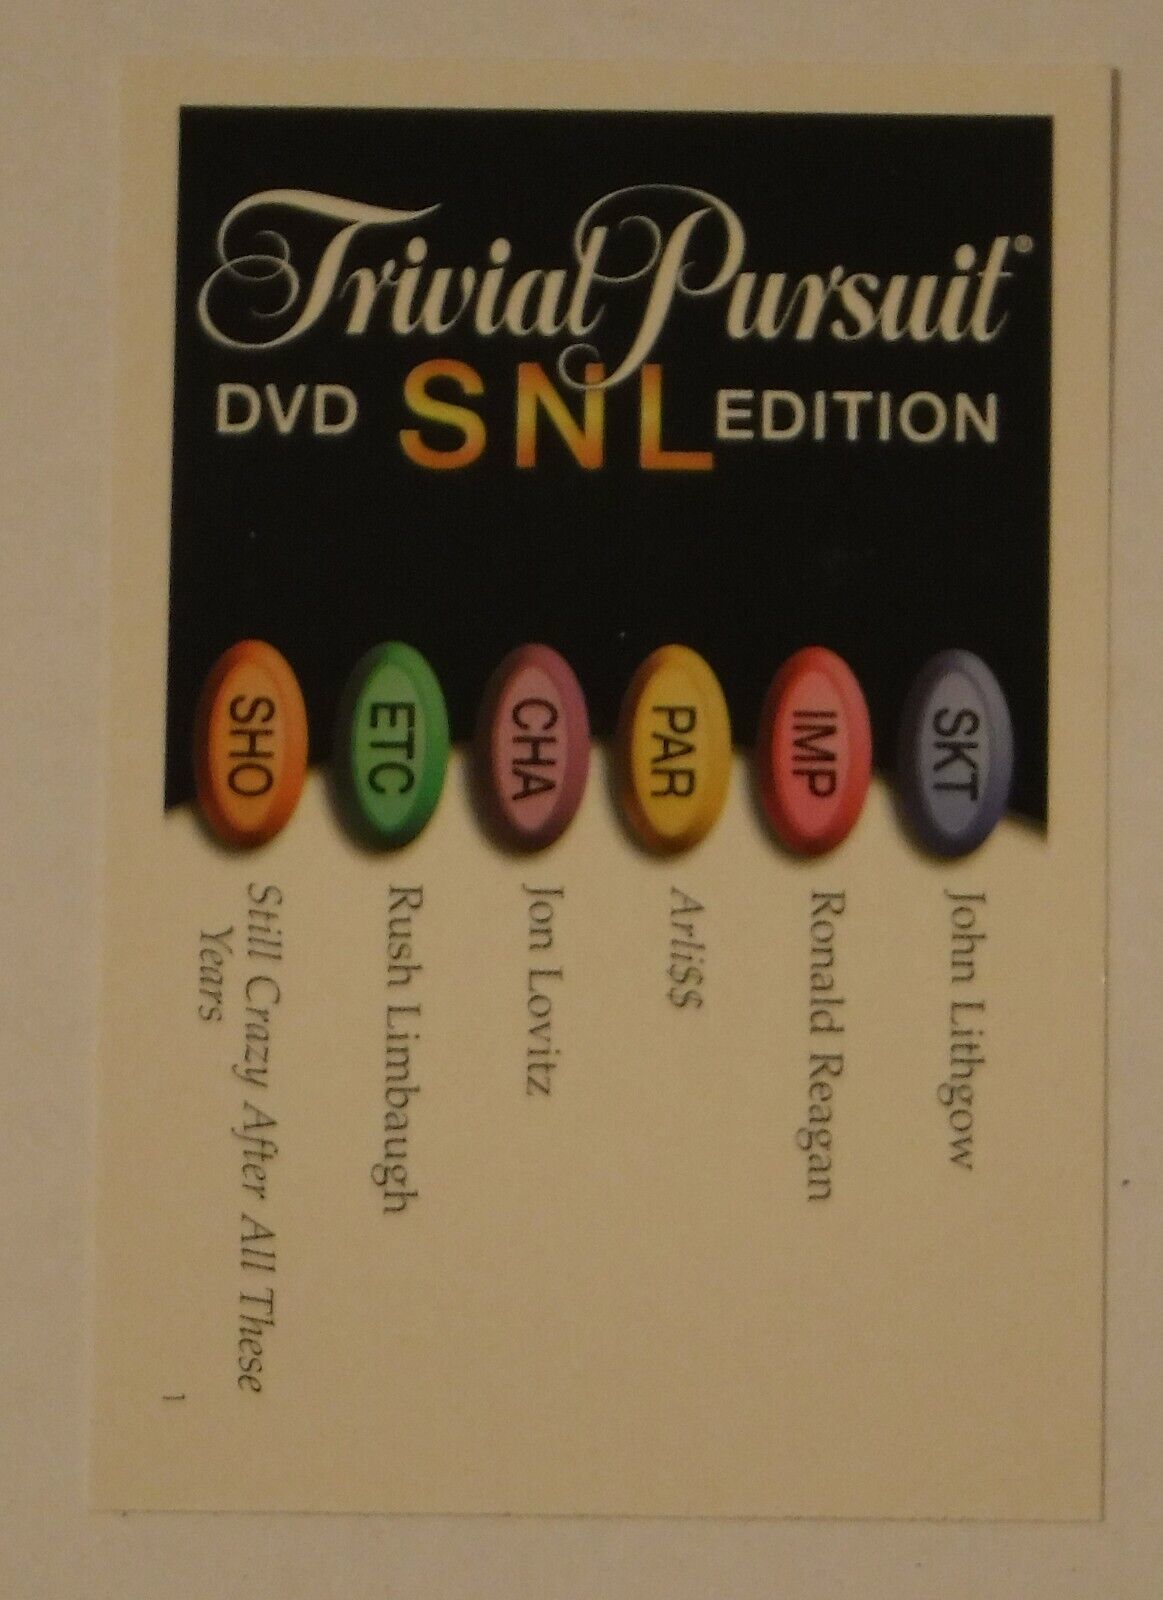 Trivial Pursuit®
DVD SNL EDITION
SKT John Lithgow
IMP Ronald Reagan
PAR Arli$$
CHA Jon Lovitz
ETC Rush Limbaugh
SHO Still Crazy After All These
Years
1